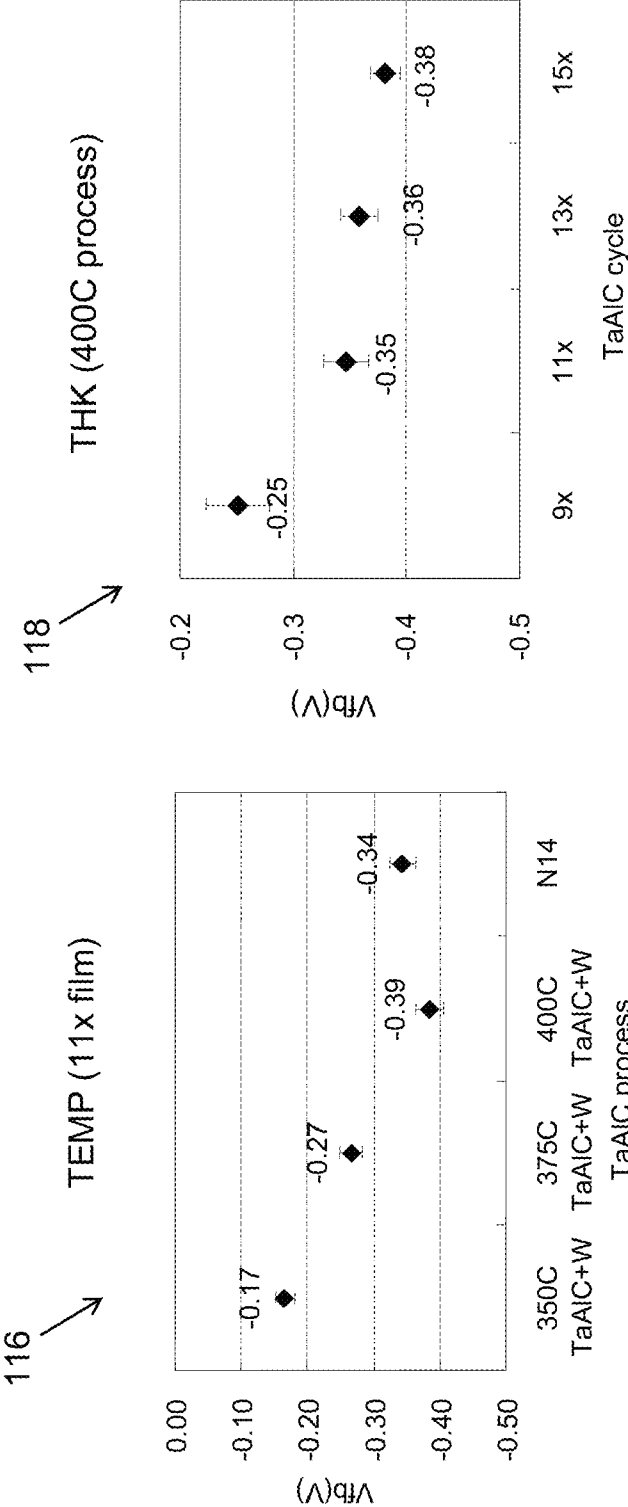 116
TEMP (11x film)
0.00
-0.10
-0.20
-0.30
-0.40
-0.50
Vfb(V)
-0.17
-0.27
-0.39
-0.34
350C 375C 400C N14
TaAlC+W TaAlC+W TaAlC+W
TaAlC process
118
THK (400C process)
-0.2
-0.3
-0.4
-0.5
Vfb(V)
-0.25
-0.35
-0.36
-0.38
9x 11x 13x 15x
TaAlC cycle